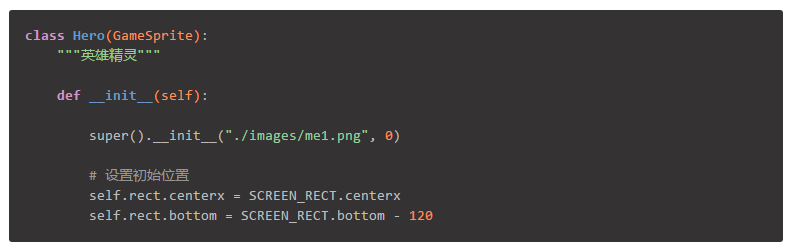 class Hero(GameSprite):
    """英雄精灵"""

    def __init__(self):

        super().__init__("./images/me1.png", 0)

        # 设置初始位置
        self.rect.centerx = SCREEN_RECT.centerx
        self.rect.bottom = SCREEN_RECT.bottom - 120